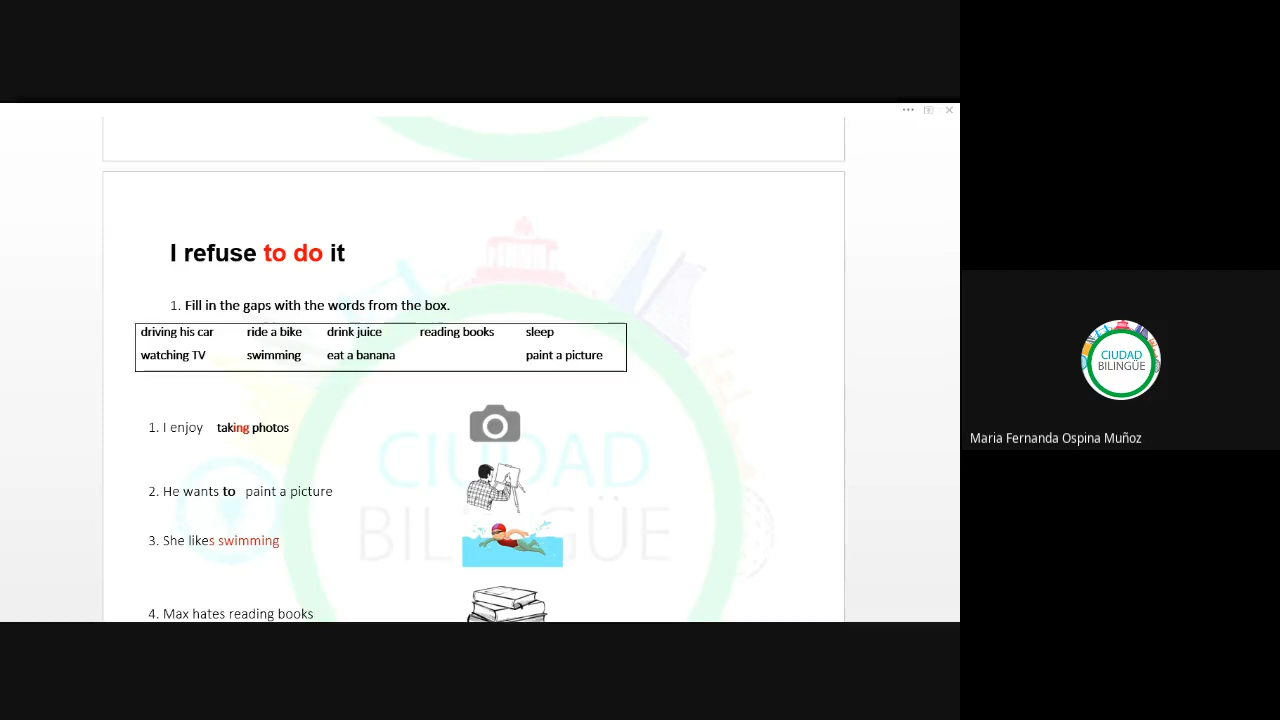 I refuse to do it
1. Fill in the gaps with the words from the box.
driving his car ride a bike drink juice reading books sleep
watching TV swimming eat a banana paint a picture
1. I enjoy taking photos
2. He wants to paint a picture
3. She likes swimming
4. Max hates reading books
CIUDAD
BILINGÜE
CIUDAD
BILINGÜE
Maria Fernanda Ospina Muñoz